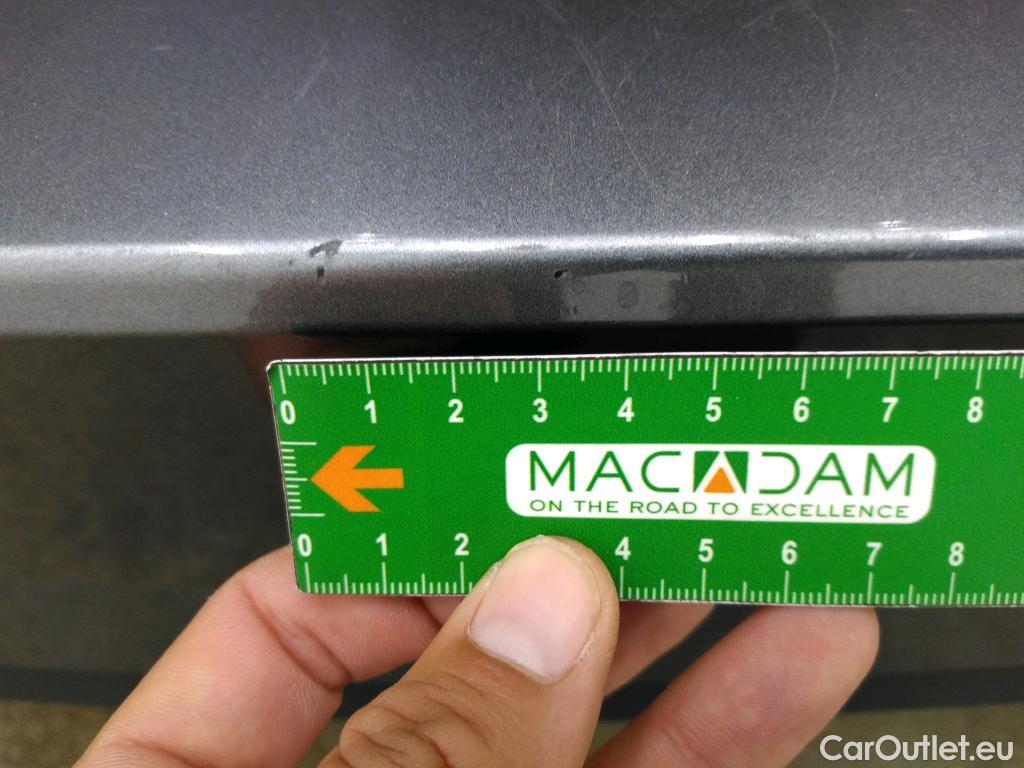 0 1 2 3 4 5 6 7 8
MACADAM
ON THE ROAD TO EXCELLENCE
0 1 2 4 5 6 7 8
CarOutlet.eu